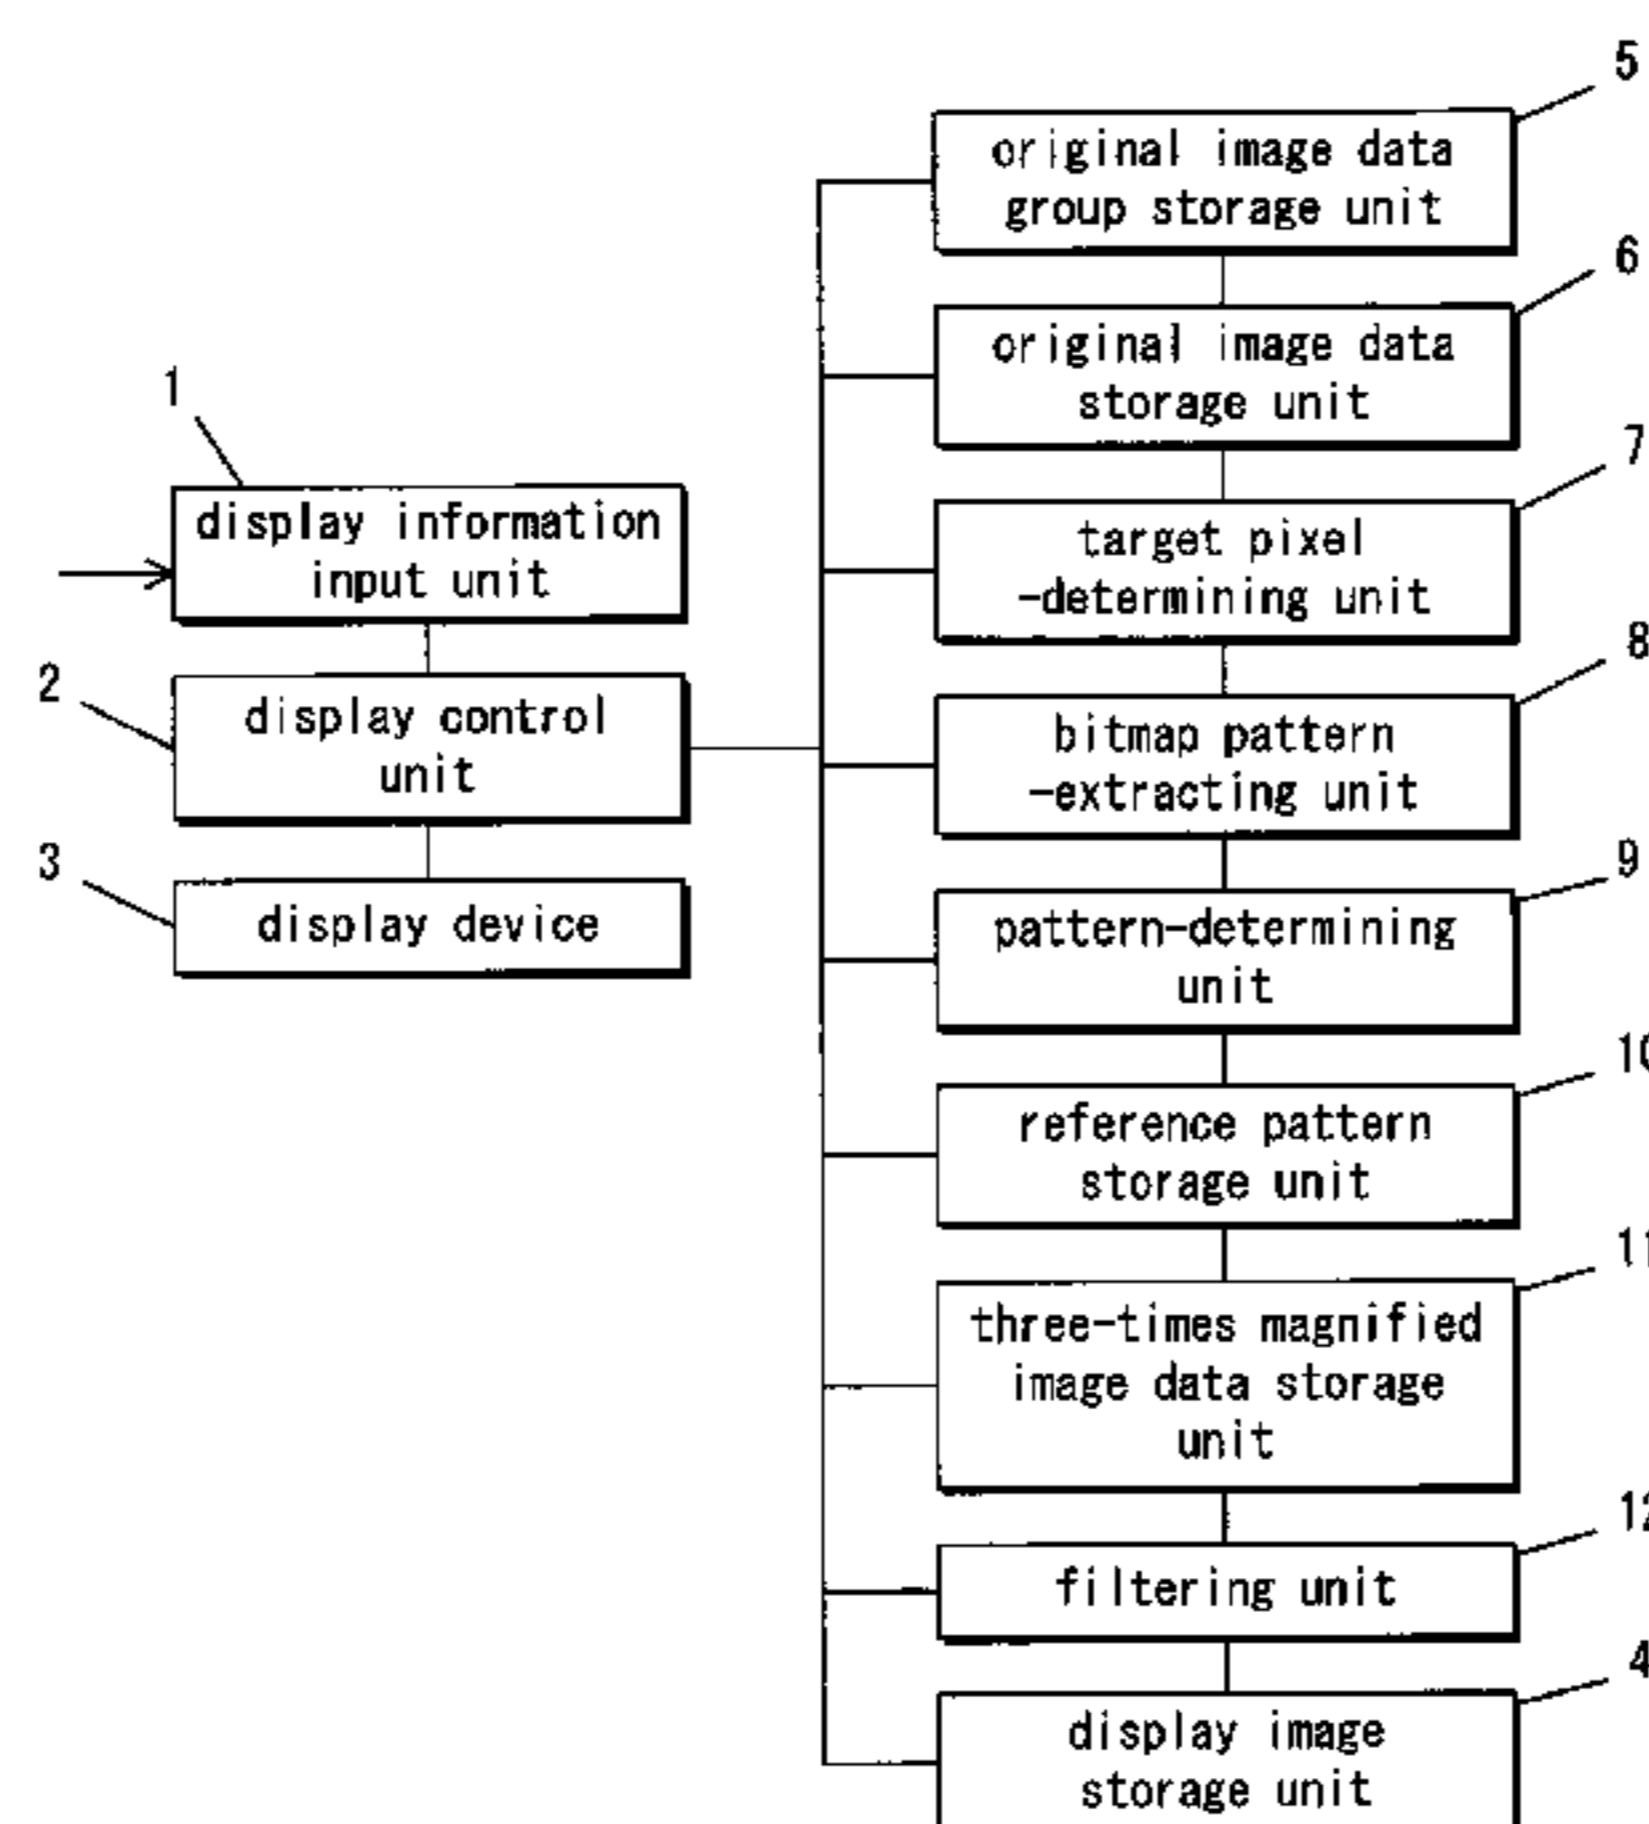 1
display information
input unit
2
display control
unit
3
display device
5
original image data
group storage unit
6
original image data
storage unit
7
target pixel
-determining unit
8
bitmap pattern
-extracting unit
9
pattern-determining
unit
10
reference pattern
storage unit
11
three-times magnified
image data storage
unit
12
filtering unit
4
display image
storage unit